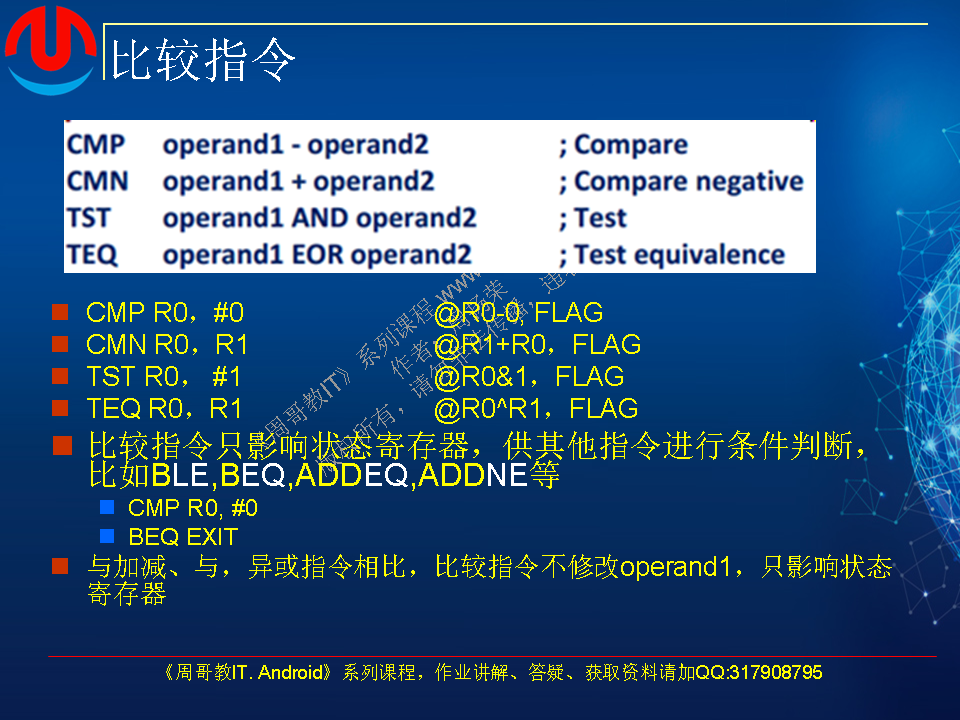 比较指令
CMP operand1 - operand2 ; Compare
CMN operand1 + operand2 ; Compare negative
TST operand1 AND operand2 ; Test
TEQ operand1 EOR operand2 ; Test equivalence
CMP R0，#0 @R0-0, FLAG
CMN R0，R1 @R1+R0，FLAG
TST R0， #1 @R0&1，FLAG
TEQ R0，R1 @R0^R1，FLAG
比较指令只影响状态寄存器，供其他指令进行条件判断，
比如BLE,BEQ,ADDEQ,ADDNE等
CMP R0, #0
BEQ EXIT
与加减、与，异或指令相比，比较指令不修改operand1，只影响状态
寄存器
《周哥教IT》系列课程 www
作者
所有，请
《周哥教IT. Android》系列课程，作业讲解、答疑、获取资料请加QQ:317908795